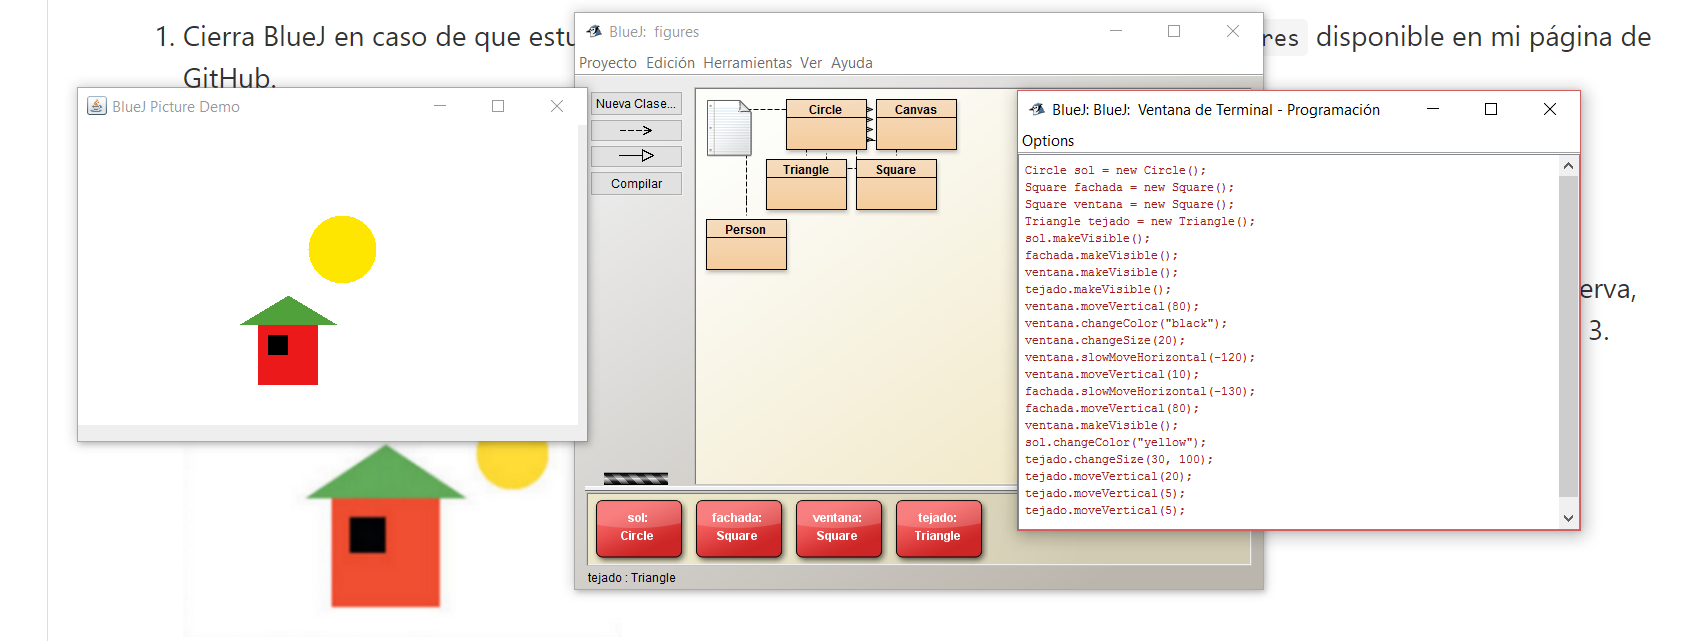 1. Cierra BlueJ en caso de que
res disponible en mi página de
GitHub.
erva,
3.
BlueJ Picture Demo
BlueJ: figures
Proyecto Edición Herramientas Ver Ayuda
Nueva Clase...
Compilar
Circle
Canvas
Triangle
Square
Person
sol:
Circle
fachada:
Square
ventana:
Square
tejado:
Triangle
tejado : Triangle
BlueJ: BlueJ: Ventana de Terminal - Programación
Options
Circle sol = new Circle();
Square fachada = new Square();
Square ventana = new Square();
Triangle tejado = new Triangle();
sol.makeVisible();
fachada.makeVisible();
ventana.makeVisible();
tejado.makeVisible();
ventana.moveVertical(80);
ventana.changeColor("black");
ventana.changeSize(20);
ventana.slowMoveHorizontal(-120);
ventana.moveVertical(10);
fachada.slowMoveHorizontal(-130);
fachada.moveVertical(80);
ventana.makeVisible();
sol.changeColor("yellow");
tejado.changeSize(30, 100);
tejado.moveVertical(20);
tejado.moveVertical(5);
tejado.moveVertical(5);